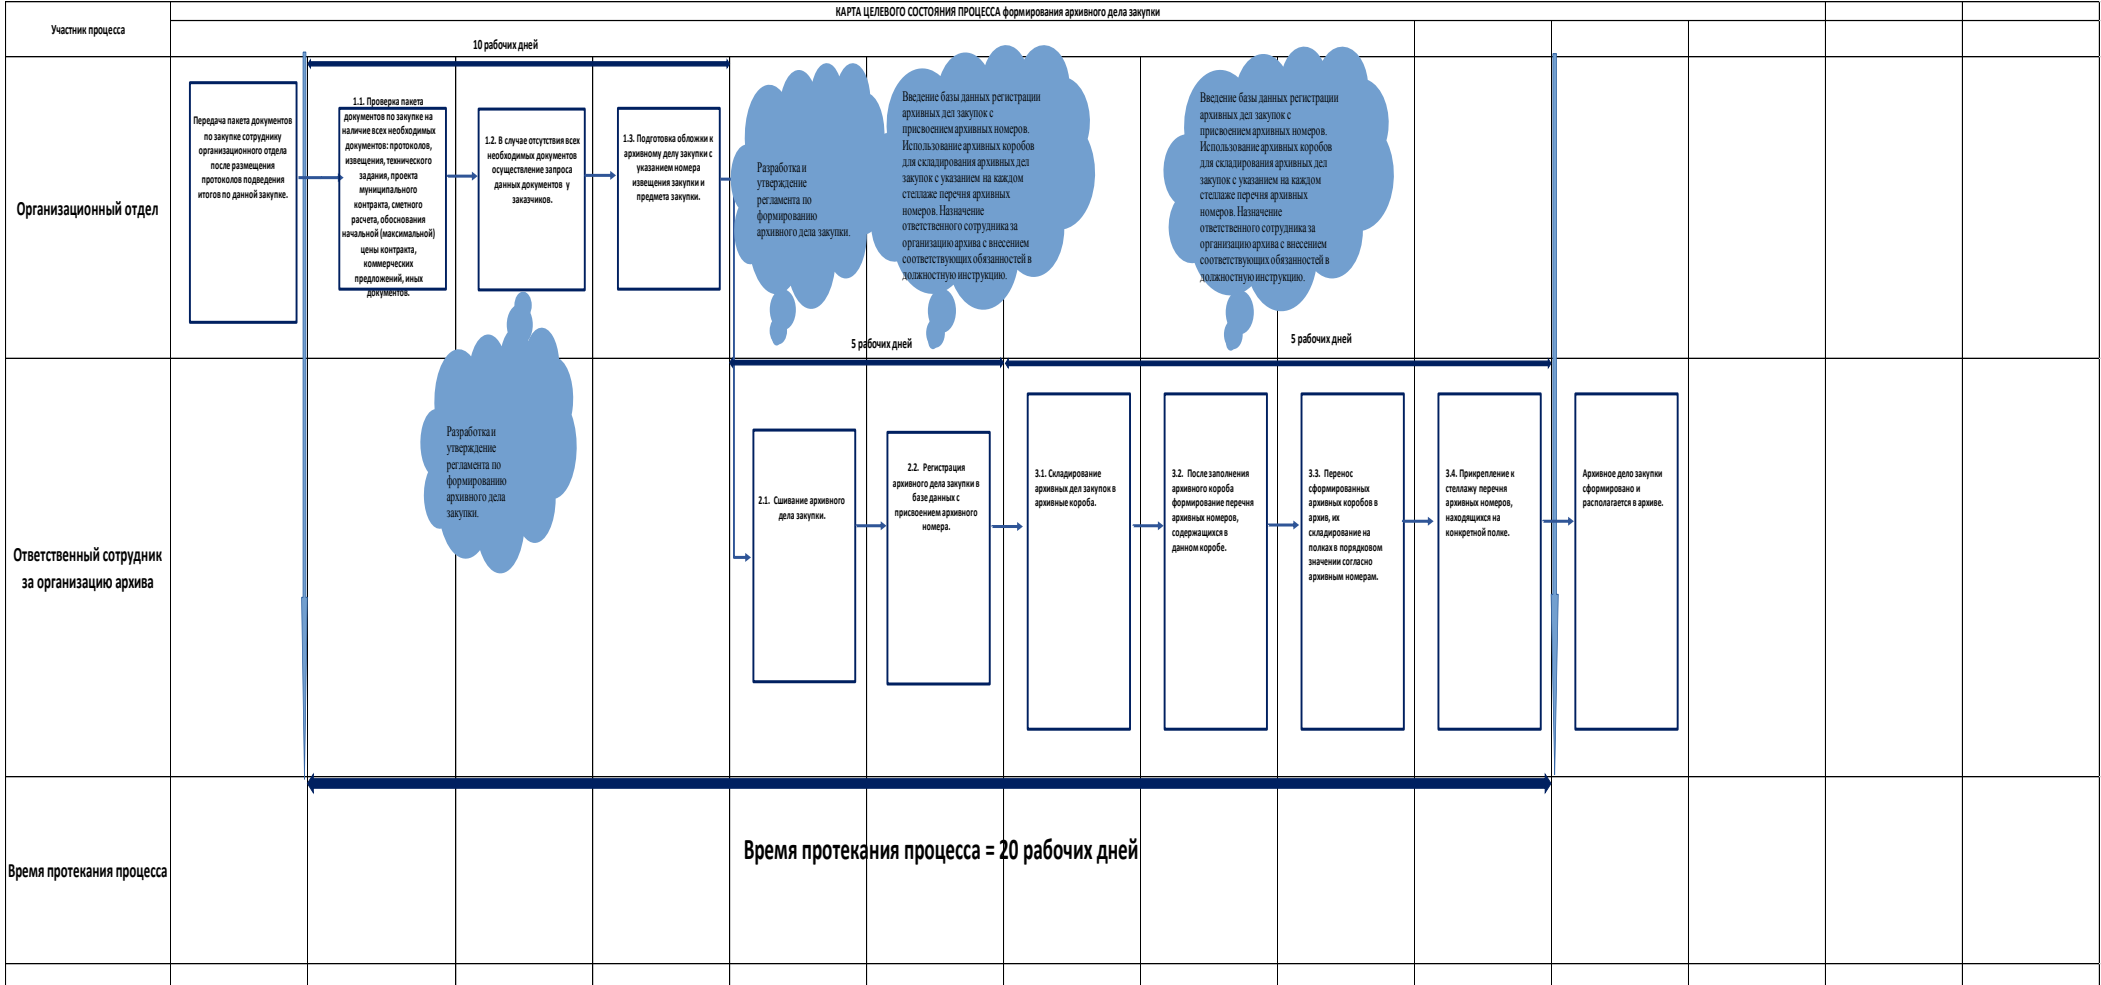 КАРТА ЦЕЛЕВОГО СОСТОЯНИЯ ПРОЦЕССА формирования архивного дела закупки
Участник процесса
10 рабочих дней
Организационный отдел
Передача пакета документов
по закупке сотруднику
организационного отдела
после размещения
протоколов подведения
итогов по данной закупке.
1.1. Проверка пакета
документов по закупке на
наличие всех необходимых
документов: протоколов,
извещения, технического
задания, проекта
муниципального
контракта, сметного
расчета, обоснования
начальной (максимальной)
цены контракта,
коммерческих
предложений, иных
документов.
1.2. В случае отсутствия всех
необходимых документов
осуществление запроса
данных документов у
заказчиков.
1.3. Подготовка обложки к
архивному делу закупки с
указанием номера
извещения закупки и
предмета закупки.
Разработка и
утверждение
регламента по
формированию
архивного дела закупки.
Введение базы данных регистрации
архивных дел закупок с
присвоением архивных номеров.
Использование архивных коробов
для складирования архивных дел
закупок с указанием на каждом
стеллаже перечня архивных
номеров. Назначение
ответственного сотрудника за
организацию архива с внесением
соответствующих обязанностей в
должностную инструкцию.
Введение базы данных регистрации
архивных дел закупок с
присвоением архивных номеров.
Использование архивных коробов
для складирования архивных дел
закупок с указанием на каждом
стеллаже перечня архивных
номеров. Назначение
ответственного сотрудника за
организацию архива с внесением
соответствующих обязанностей в
должностную инструкцию.
5 рабочих дней
5 рабочих дней
Ответственный сотрудник
за организацию архива
Разработка и
утверждение
регламента по
формированию
архивного дела
закупки.
2.1. Сшивание архивного
дела закупки.
2.2. Регистрация
архивного дела закупки в
базе данных с
присвоением архивного
номера.
3.1. Складирование
архивных дел закупок в
архивные короба.
3.2. После заполнения
архивного короба
формирование перечня
архивных номеров,
содержащихся в
данном коробе.
3.3. Перенос
сформированных
архивных коробов в
архив, их
складирование на
полках в порядковом
значении согласно
архивным номерам.
3.4. Прикрепление к
стеллажу перечня
архивных номеров,
находящихся на
конкретной полке.
Архивное дело закупки
сформировано и
располагается в архиве.
Время протекания процесса
Время протекания процесса = 20 рабочих дней